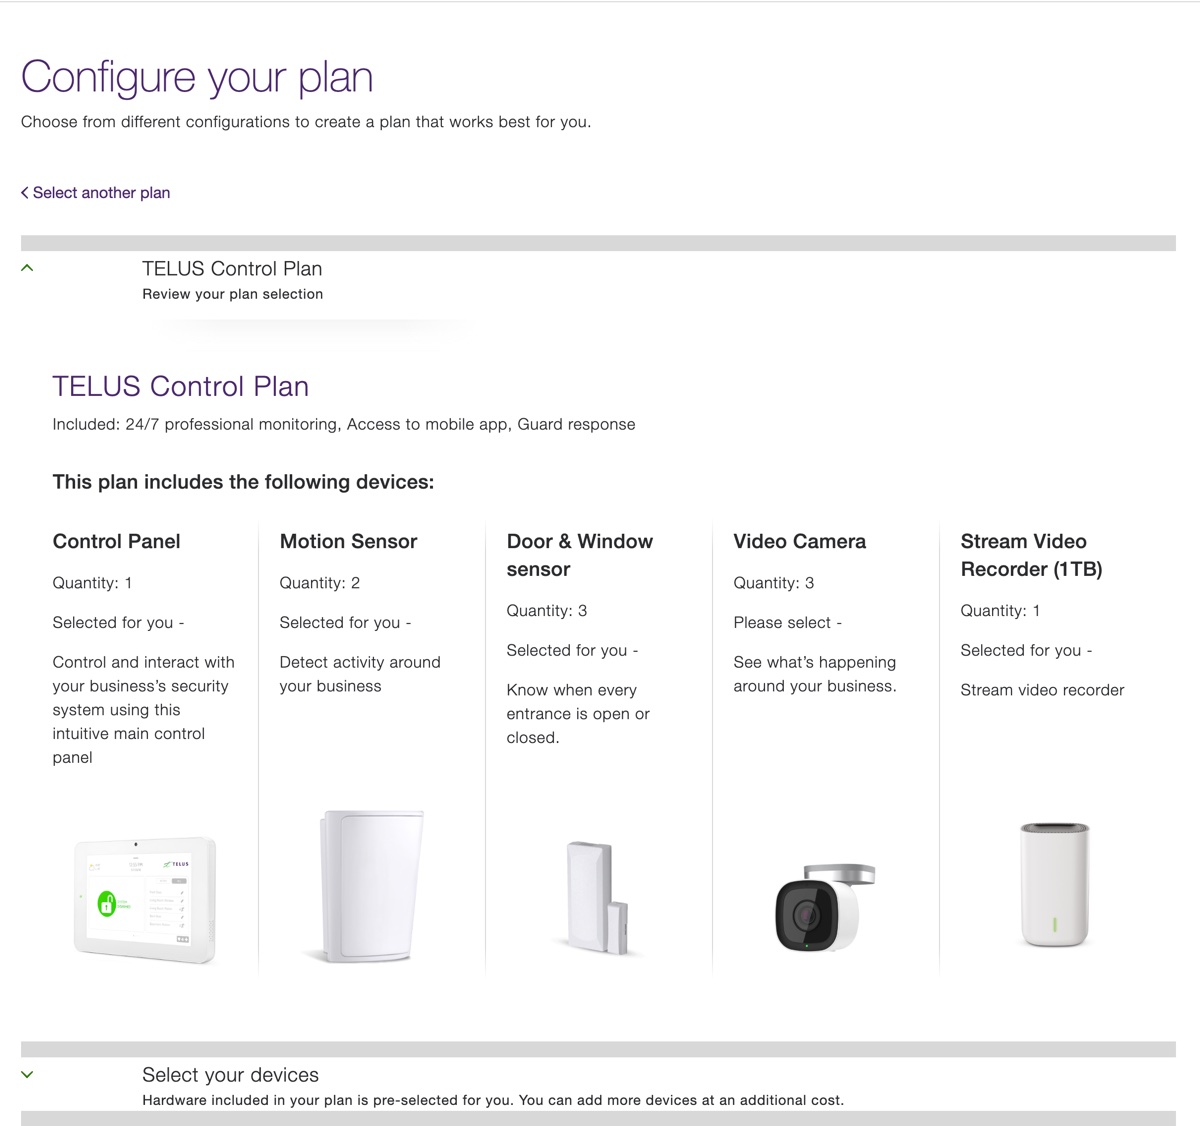 Configure your plan
Choose from different configurations to create a plan that works best for you.
Select another plan
TELUS Control Plan
Review your plan selection
TELUS Control Plan
Included: 24/7 professional monitoring, Access to mobile app, Guard response
This plan includes the following devices:
Control Panel
Quantity: 1
Selected for you -
Control and interact with
your business’s security
system using this
intuitive main control
panel
Motion Sensor
Quantity: 2
Selected for you -
Detect activity around
your business
Door & Window
sensor
Quantity: 3
Selected for you -
Know when every
entrance is open or
closed.
Video Camera
Quantity: 3
Please select -
See what’s happening
around your business.
Stream Video
Recorder (1TB)
Quantity: 1
Selected for you -
Stream video recorder
TELUS
Select your devices
Hardware included in your plan is pre-selected for you. You can add more devices at an additional cost.